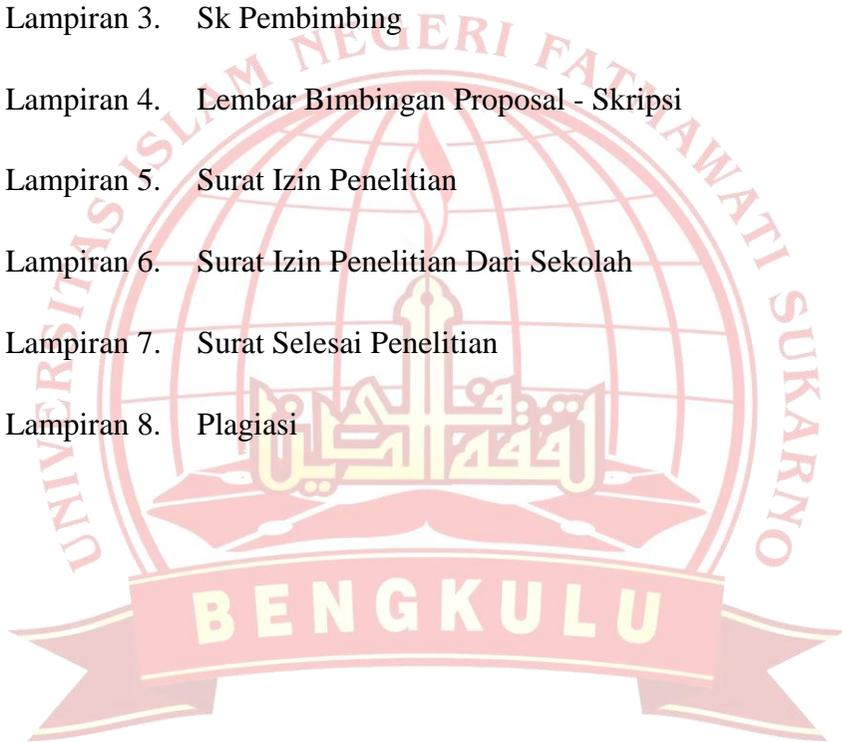 Lampiran 3. Sk Pembimbing
Lampiran 4. Lembar Bimbingan Proposal - Skripsi
Lampiran 5. Surat Izin Penelitian
Lampiran 6. Surat Izin Penelitian Dari Sekolah
Lampiran 7. Surat Selesai Penelitian
Lampiran 8. Plagiasi
UNIVERSITAS ISLAM NEGERI FATMAWATI SUKARNO
BENGKULU